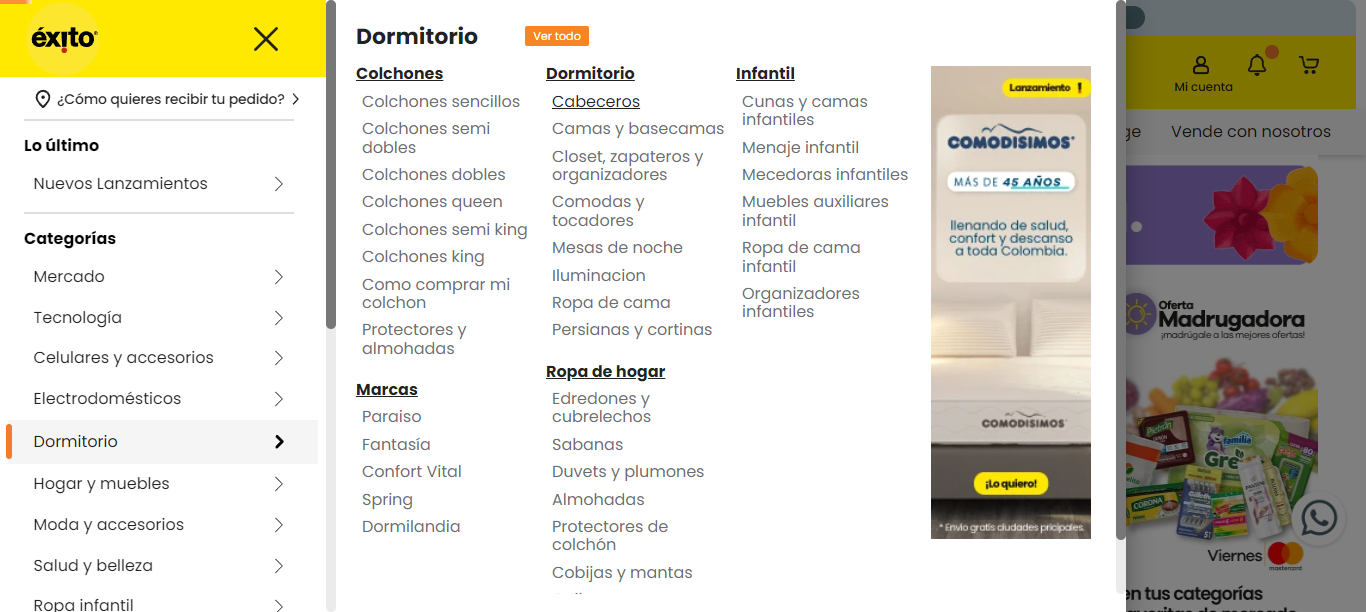 éxito
¿Cómo quieres recibir tu pedido?
Lo último
Nuevos Lanzamientos
Categorías
Mercado
Tecnología
Celulares y accesorios
Electrodomésticos
Dormitorio
Hogar y muebles
Moda y accesorios
Salud y belleza
Ropa infantil
Dormitorio
Ver todo
Colchones
Colchones sencillos
Colchones semi
dobles
Colchones dobles
Colchones queen
Colchones semi king
Colchones king
Como comprar mi
colchon
Protectores y
almohadas
Marcas
Paraiso
Fantasía
Confort Vital
Spring
Dormilandia
Dormitorio
Cabeceros
Camas y basecamas
Closet, zapateros y
organizadores
Comodas y
tocadores
Mesas de noche
Iluminacion
Ropa de cama
Persianas y cortinas
Ropa de hogar
Edredones y
cubrelechos
Sabanas
Duvets y plumones
Almohadas
Protectores de
colchón
Cobijas y mantas
Infantil
Cunas y camas
infantiles
Menaje infantil
Mecedoras infantiles
Muebles auxiliares
infantil
Ropa de cama
infantil
Organizadores
infantiles
Lanzamiento
COMODISIMOS
MÁS DE 45 AÑOS
llenando de salud,
confort y descanso
a toda Colombia.
COMODISIMOS
¡Lo quiero!
* Envio gratis ciudades pricipales.
Mi cuenta
ge
Vende con nosotros
Oferta
Madrugadora
¡madrúgale a las mejores ofertas!
familia
Gre
CORONA
Gillette
Viernes
mastercard
en tus categorías